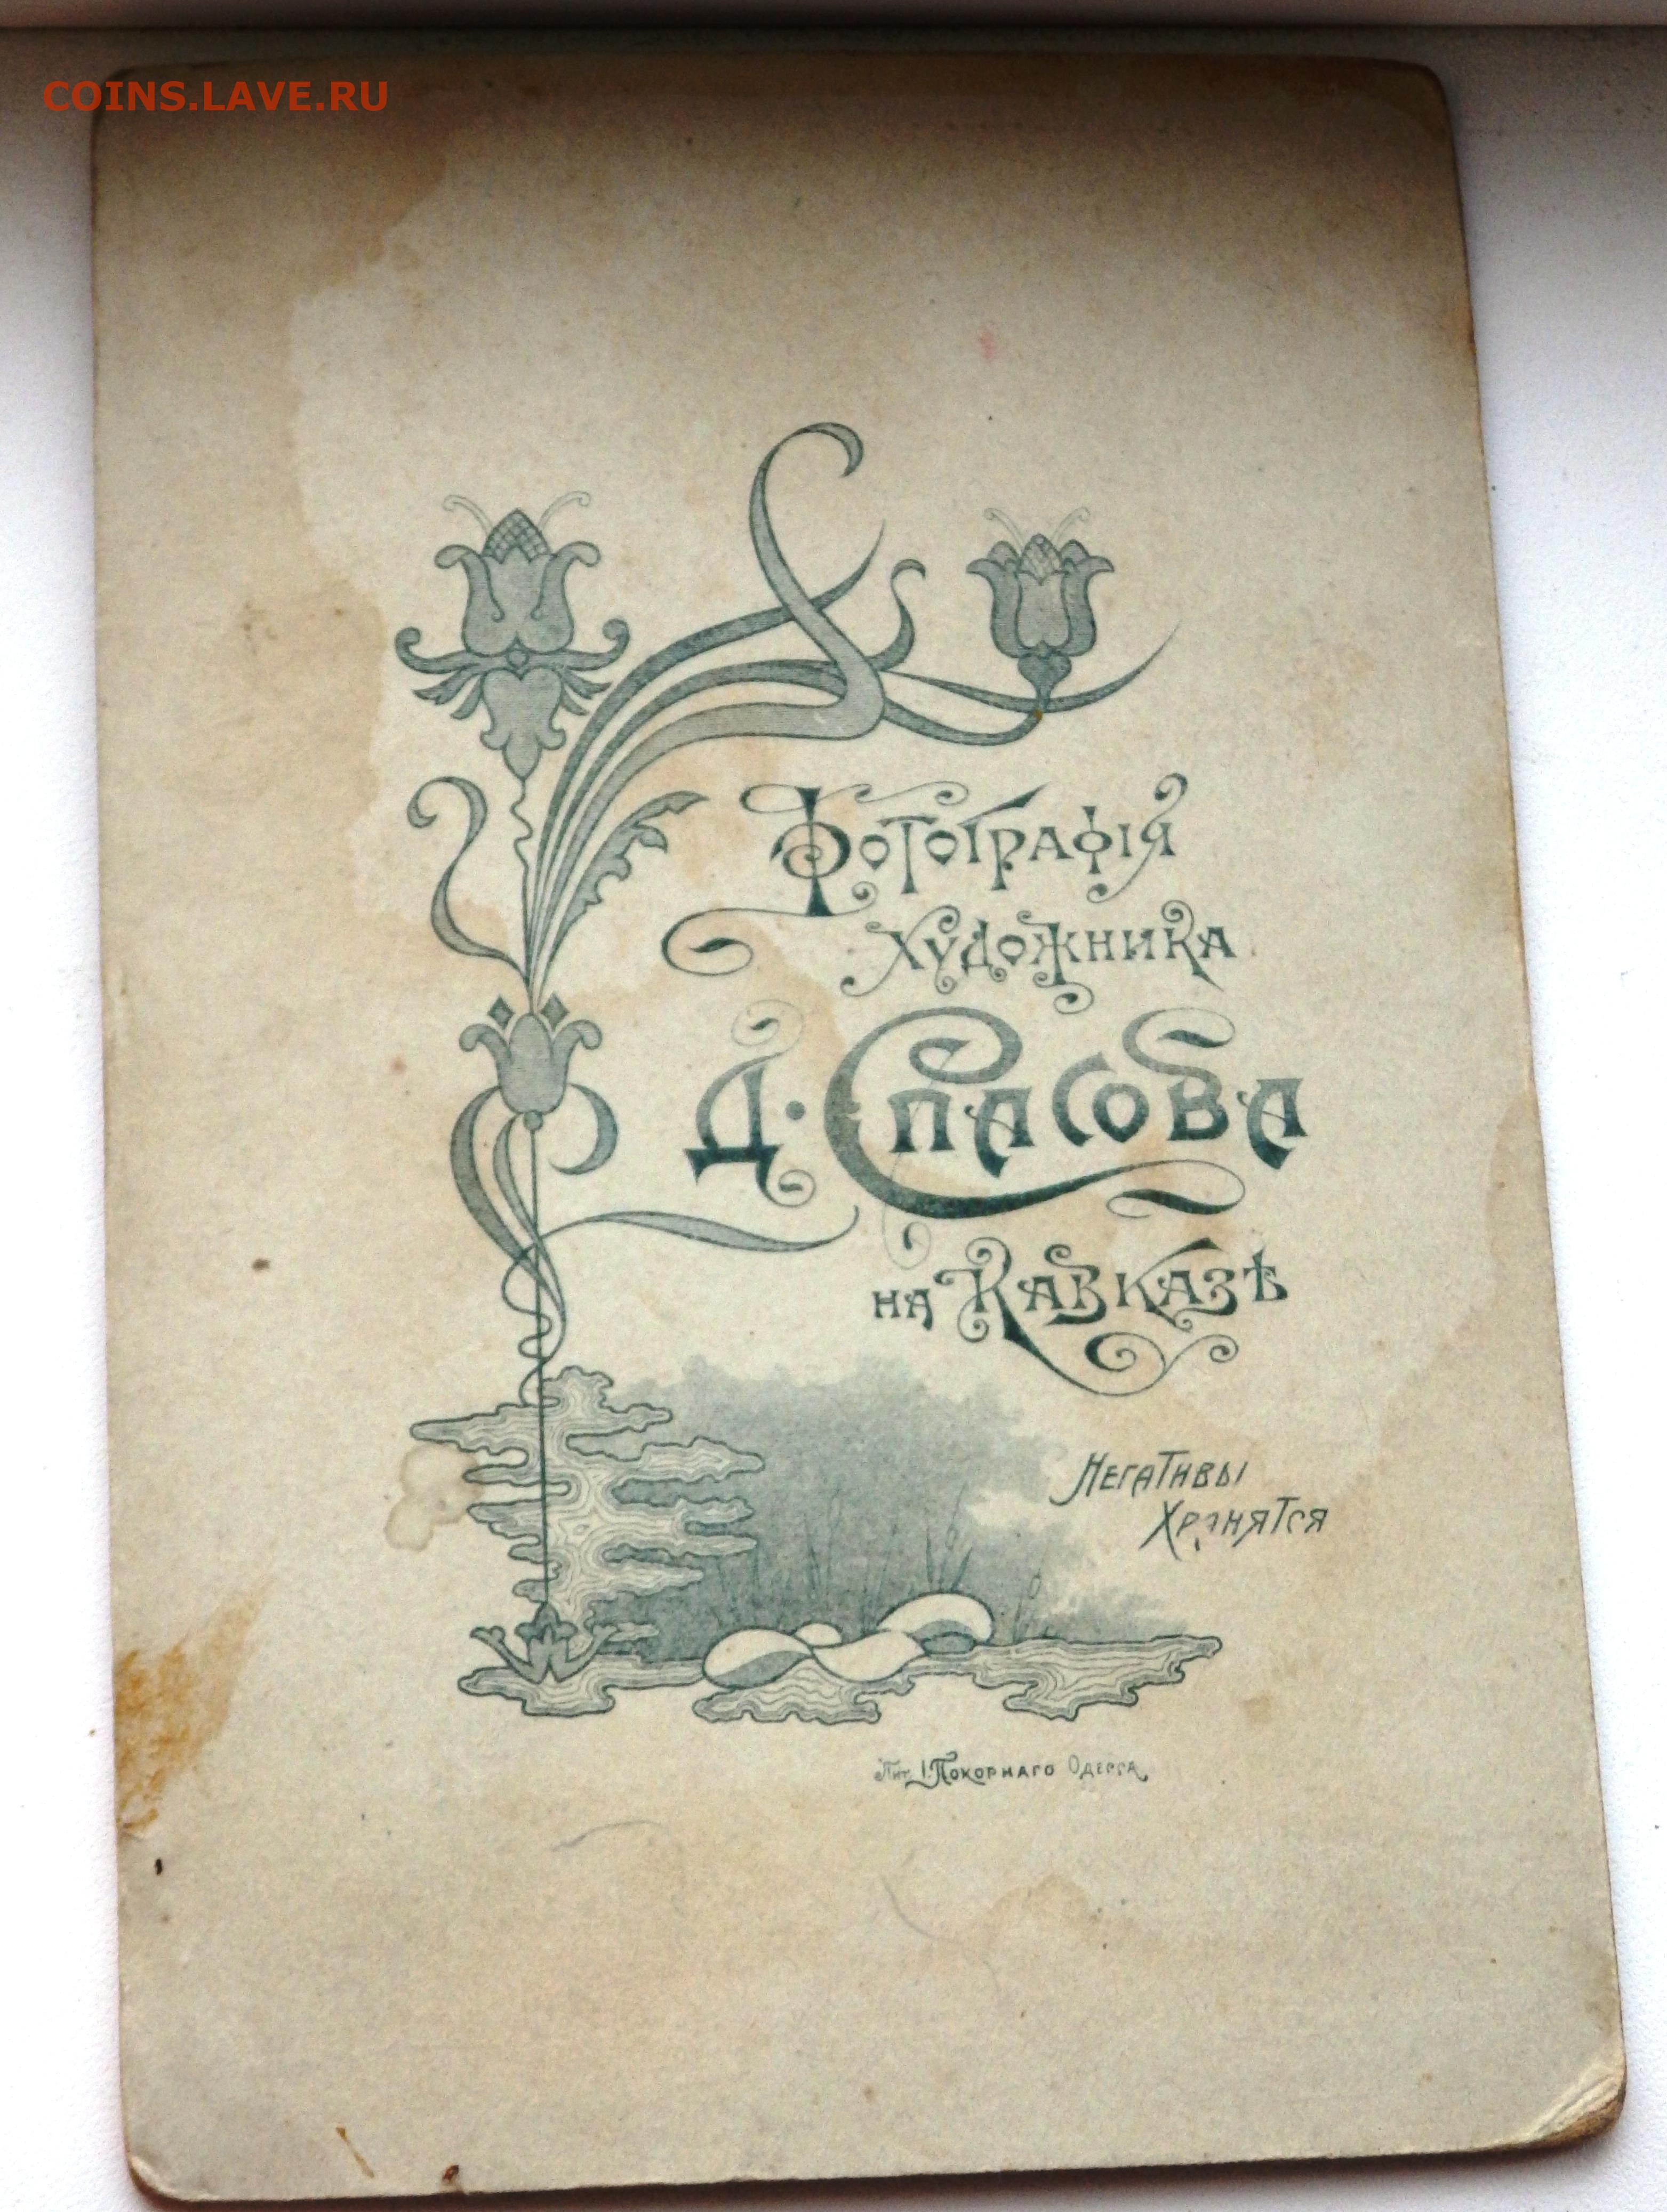 COINS.LAVE.RU
Фотографія
Художника
Д. Спасова
на Кавказѣ
Негативы
Хранятся
Лит. І. Покорнаго Одесса